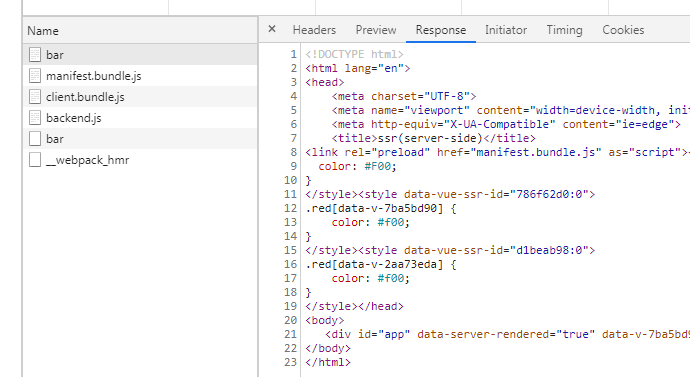 Name
bar
manifest.bundle.js
client.bundle.js
backend.js
bar
__webpack_hmr
× Headers Preview Response Initiator Timing Cookies
1 <!DOCTYPE html>
2 <html lang="en">
3 <head>
4 <meta charset="UTF-8">
5 <meta name="viewport" content="width=device-width, init
6 <meta http-equiv="X-UA-Compatible" content="ie=edge">
7 <title>ssr(server-side)</title>
8 <link rel="preload" href="manifest.bundle.js" as="script"><
9 color: #F00;
10 }
11 </style><style data-vue-ssr-id="786f62d0:0">
12 .red[data-v-7ba5bd90] {
13 color: #f00;
14 }
15 </style><style data-vue-ssr-id="d1beab98:0">
16 .red[data-v-2aa73eda] {
17 color: #f00;
18 }
19 </style></head>
20 <body>
21 <div id="app" data-server-rendered="true" data-v-7ba5bd9
22 </body>
23 </html>